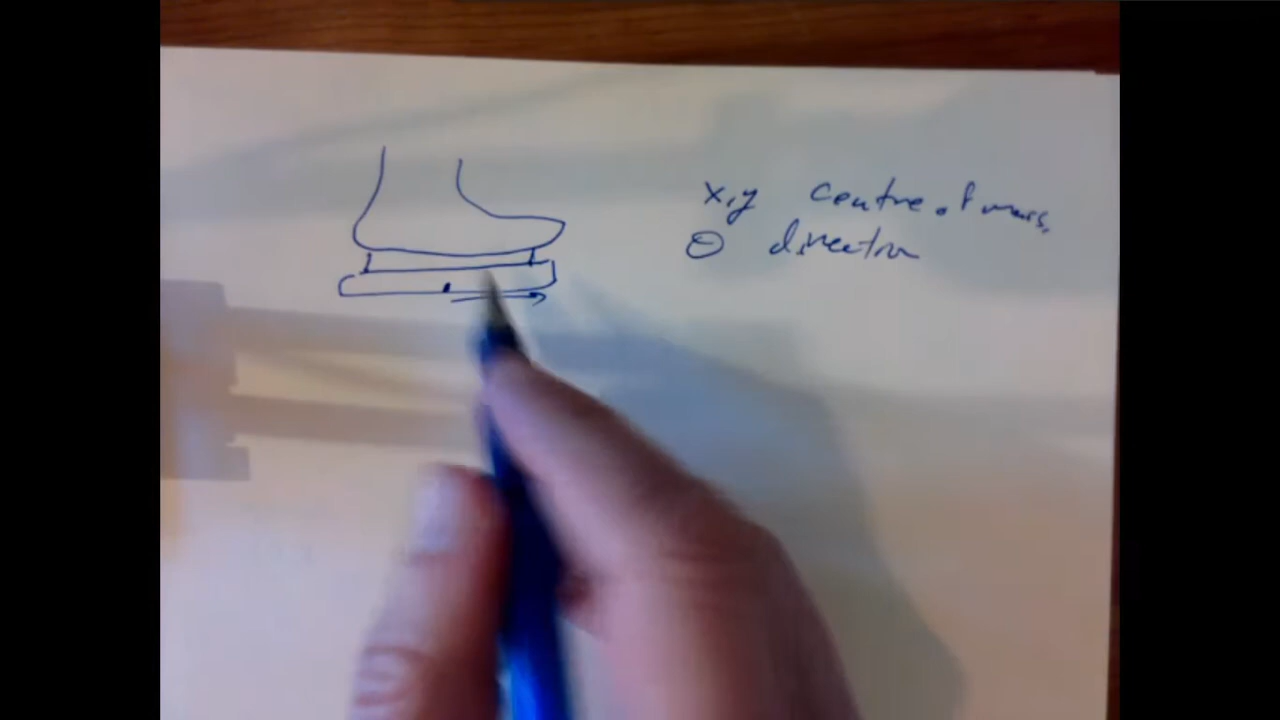 x,y centre of mass,
θ direction